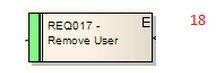 REQ017 - E
Remove User
18